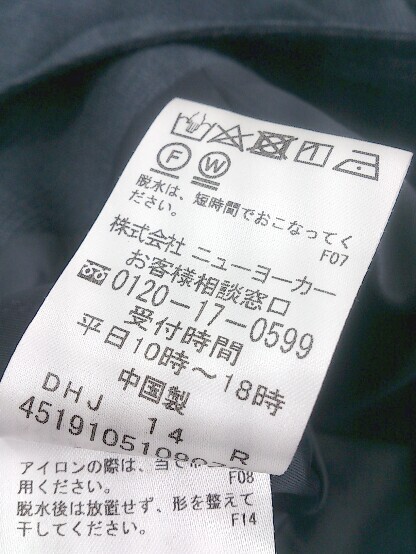 F W
脱水は、短時間でおこなってく
ださい。
F07
株式会社 ニューヨーカー
お客様相談窓口
0120-17-0599
受付時間
平日10時〜18時
中国製
DHJ 14 R
451910510
アイロンの際は、当て
用ください。
F08
脱水後は放置せず、形を整えて
干してください。
F14